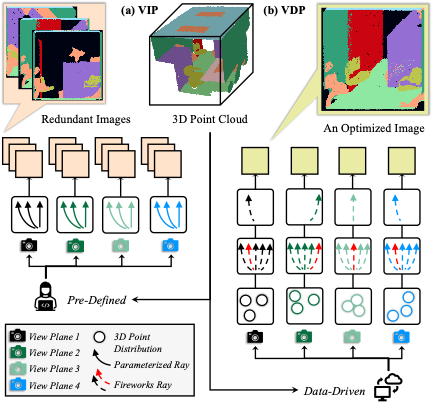 (a) VIP
(b) VDP
Redundant Images
3D Point Cloud
An Optimized Image
Pre-Defined
View Plane 1
View Plane 2
View Plane 3
View Plane 4
3D Point
Distribution
Parameterized Ray
Fireworks Ray
Data-Driven